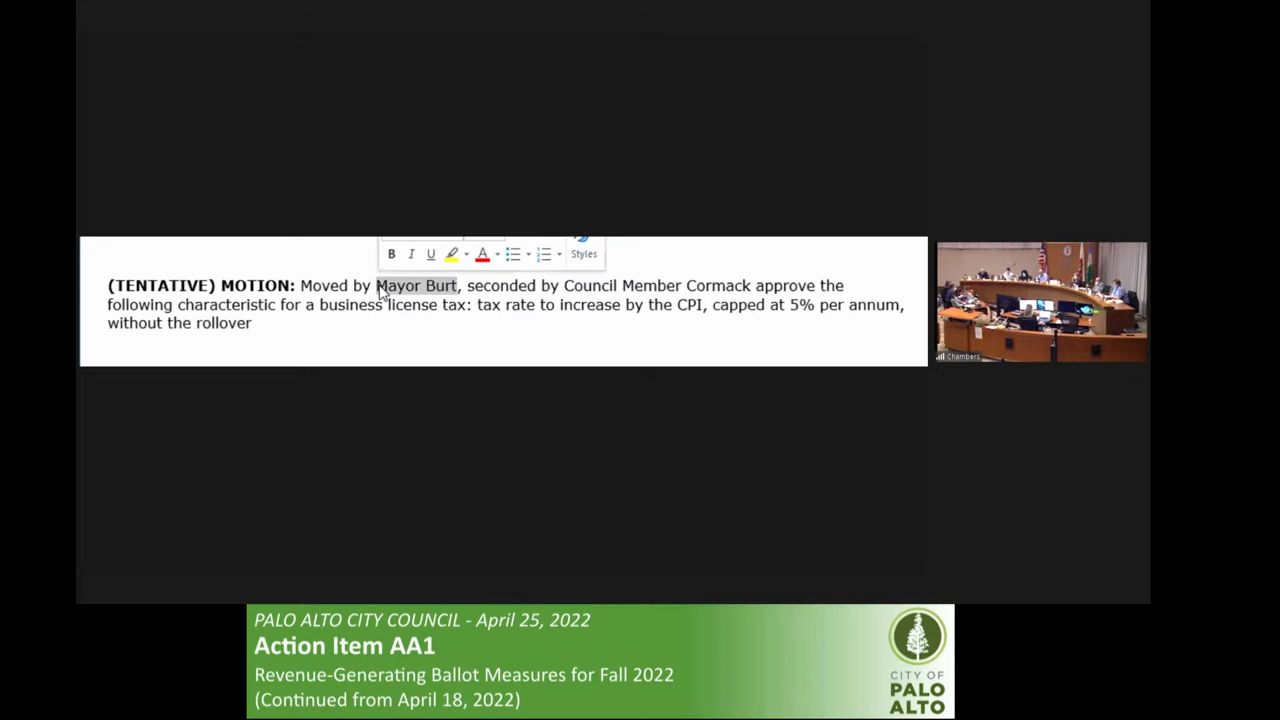 B I U A Styles
(TENTATIVE) MOTION: Moved by Mayor Burt, seconded by Council Member Cormack approve the
following characteristic for a business license tax: tax rate to increase by the CPI, capped at 5% per annum,
without the rollover
Chambers
PALO ALTO CITY COUNCIL - April 25, 2022
Action Item AA1
Revenue-Generating Ballot Measures for Fall 2022
(Continued from April 18, 2022)
CITY OF
PALO
ALTO